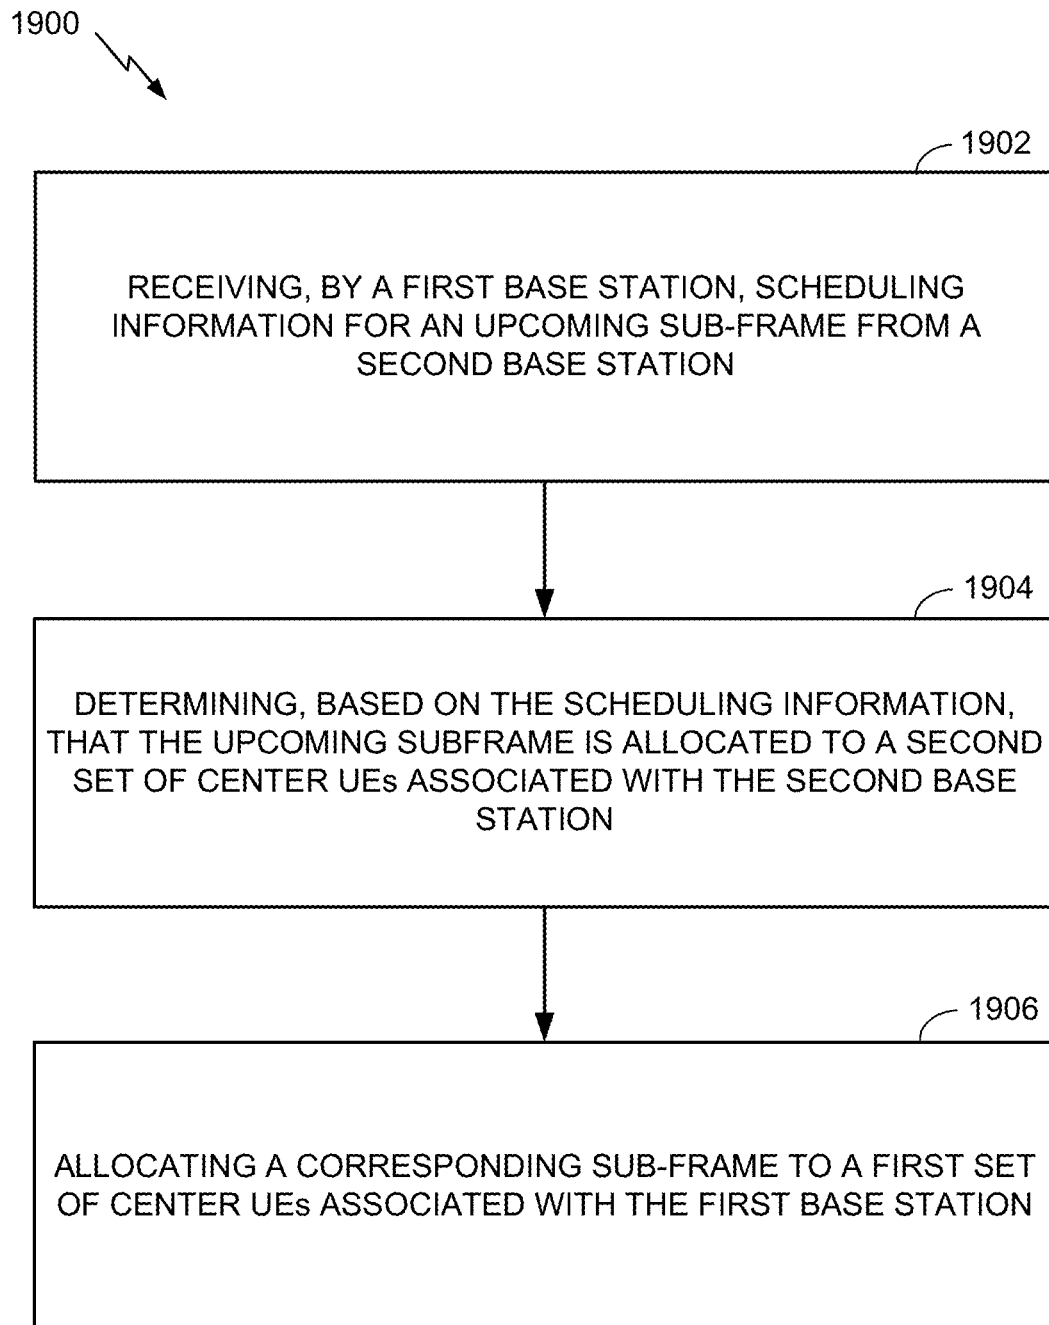 1900
1902
RECEIVING, BY A FIRST BASE STATION, SCHEDULING
INFORMATION FOR AN UPCOMING SUB-FRAME FROM A
SECOND BASE STATION
1904
DETERMINING, BASED ON THE SCHEDULING INFORMATION,
THAT THE UPCOMING SUBFRAME IS ALLOCATED TO A SECOND
SET OF CENTER UEs ASSOCIATED WITH THE SECOND BASE
STATION
1906
ALLOCATING A CORRESPONDING SUB-FRAME TO A FIRST SET
OF CENTER UEs ASSOCIATED WITH THE FIRST BASE STATION